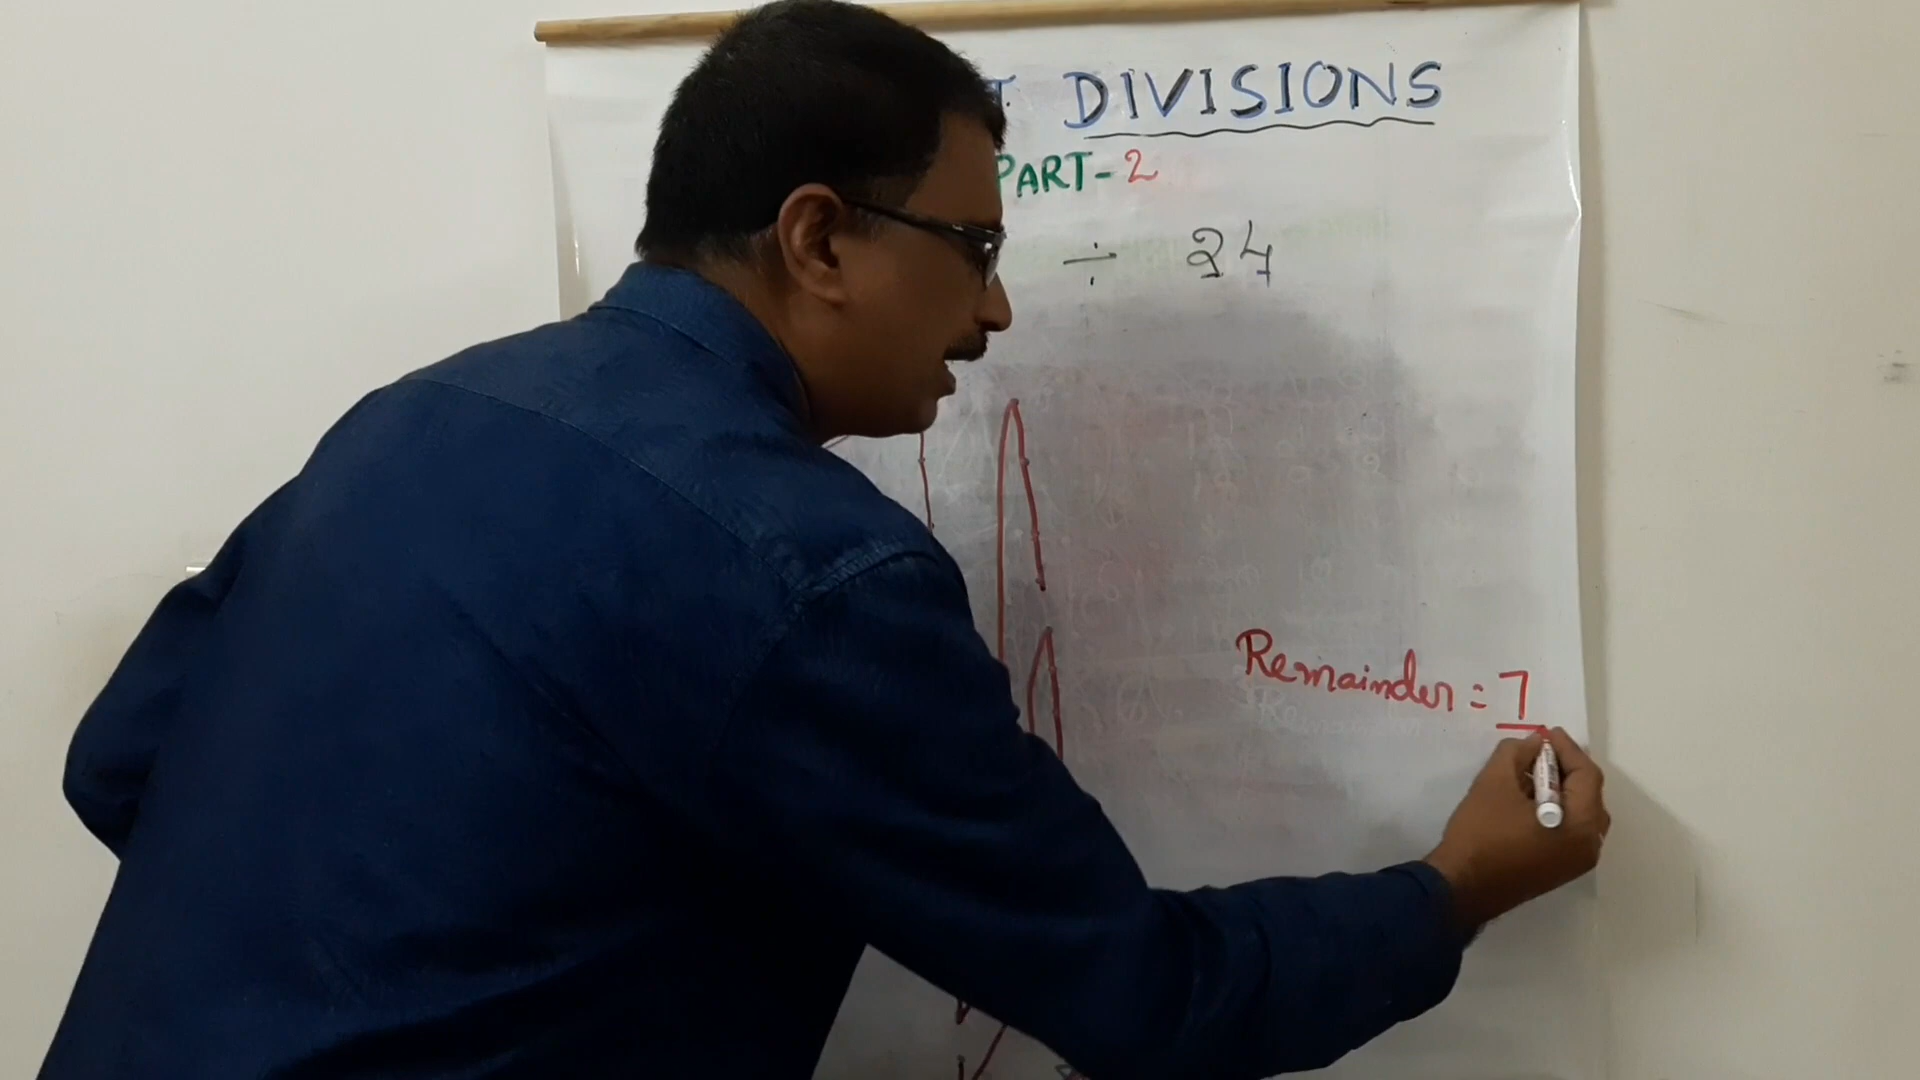 T DIVISIONS
PART-2
÷ 24
Remainder = 7